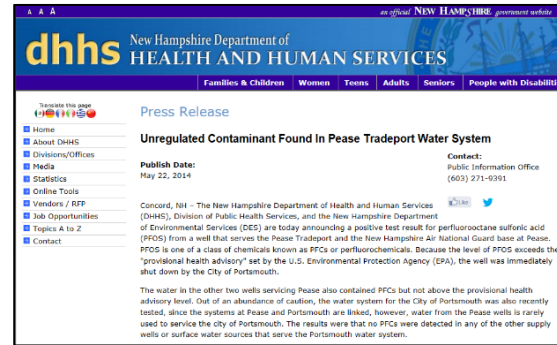 A A A
an official NEW HAMPSHIRE government website
dhhs
New Hampshire Department of
HEALTH AND HUMAN SERVICES
Families & Children Women Teens Adults Seniors People with Disabiliti
Translate this page
Home
About DHHS
Divisions/Offices
Media
Statistics
Online Tools
Vendors / RFP
Job Opportunities
Topics A to Z
Contact
Press Release
Unregulated Contaminant Found In Pease Tradeport Water System
Publish Date:
May 22, 2014
Contact:
Public Information Office
(603) 271-9391
Like
Concord, NH – The New Hampshire Department of Health and Human Services
(DHHS), Division of Public Health Services, and the New Hampshire Department
of Environmental Services (DES) are today announcing a positive test result for perfluorooctane sulfonic acid
(PFOS) from a well that serves the Pease Tradeport and the New Hampshire Air National Guard base at Pease.
PFOS is one of a class of chemicals known as PFCs or perfluorochemicals. Because the level of PFOS exceeds the
"provisional health advisory" set by the U.S. Environmental Protection Agency (EPA), the well was immediately
shut down by the City of Portsmouth.
The water in the other two wells servicing Pease also contained PFCs but not above the provisional health
advisory level. Out of an abundance of caution, the water system for the City of Portsmouth was also recently
tested, since the systems at Pease and Portsmouth are linked, however, water from the Pease wells is rarely
used to service the city of Portsmouth. The results were that no PFCs were detected in any of the other supply
wells or surface water sources that serve the Portsmouth water system.